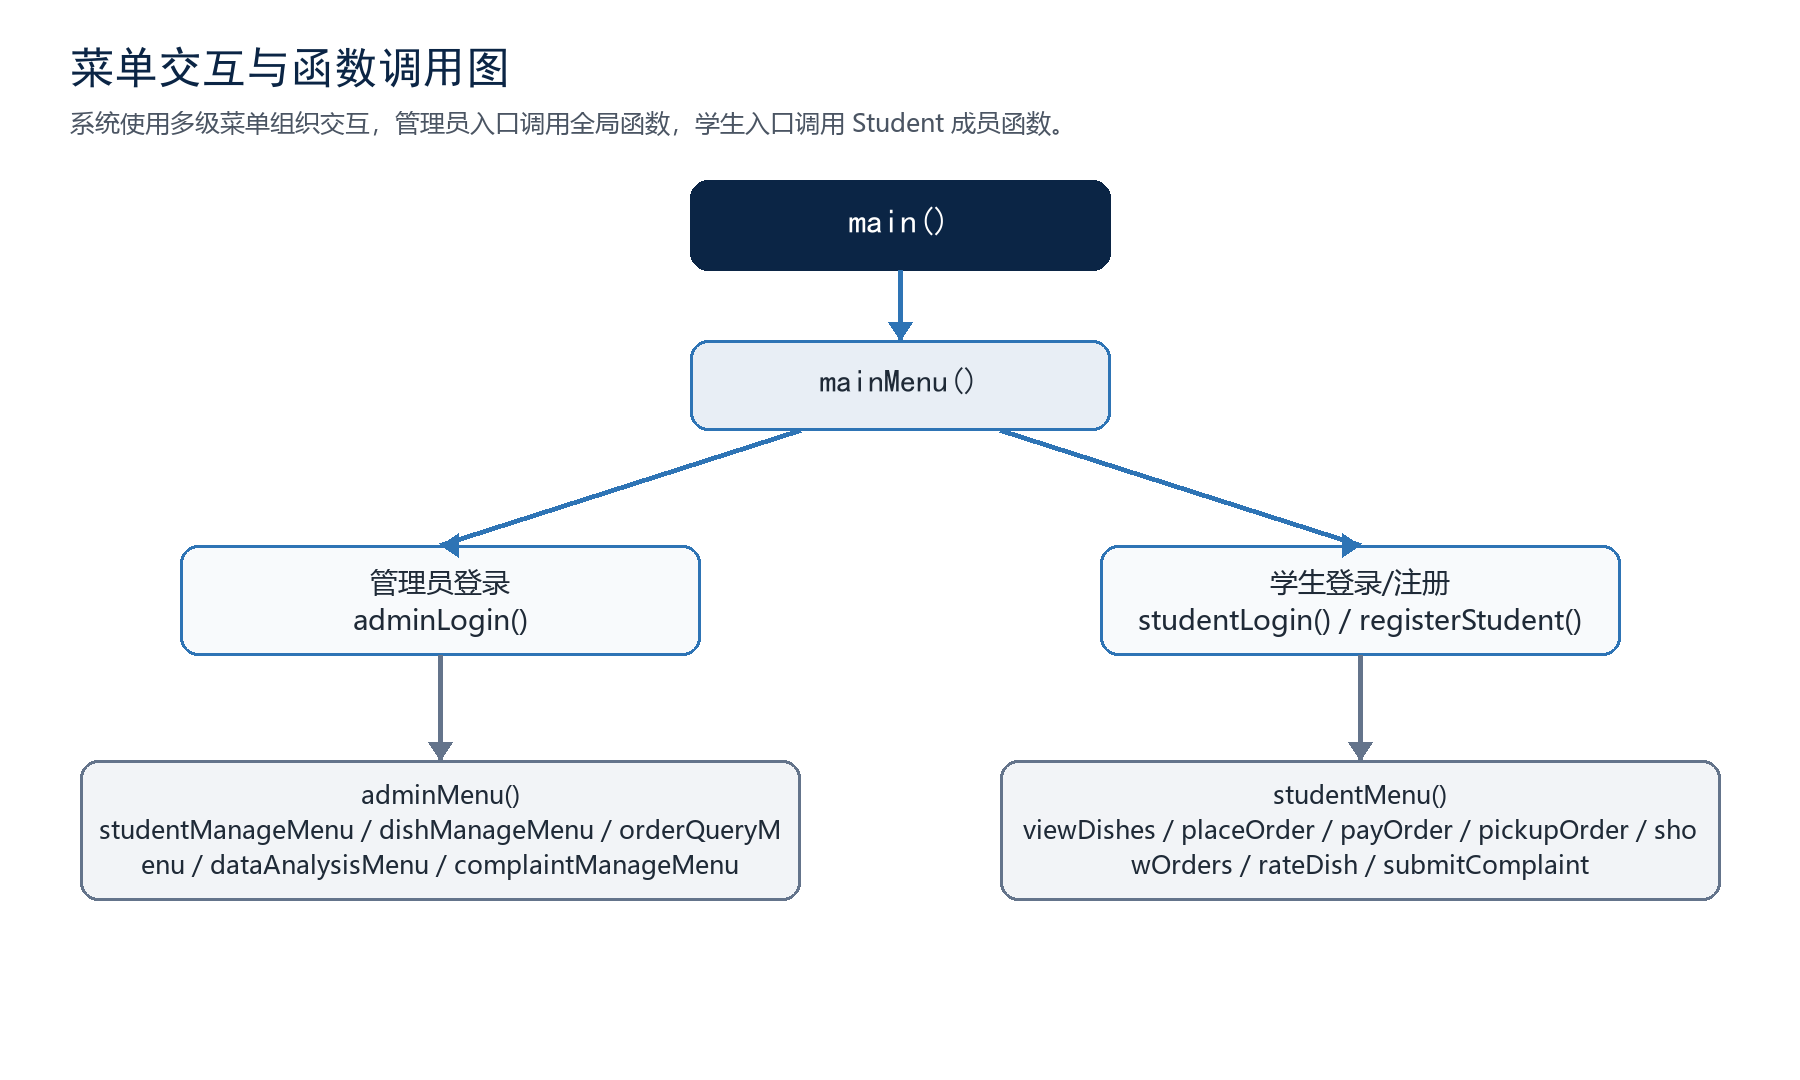 菜单交互与函数调用图
系统使用多级菜单组织交互，管理员入口调用全局函数，学生入口调用 Student 成员函数。
main()
mainMenu()
管理员登录
adminLogin()
学生登录/注册
studentLogin() / registerStudent()
adminMenu()
studentManageMenu / dishManageMenu / orderQueryM
enu / dataAnalysisMenu / complaintManageMenu
studentMenu()
viewDishes / placeOrder / payOrder / pickupOrder / sho
wOrders / rateDish / submitComplaint